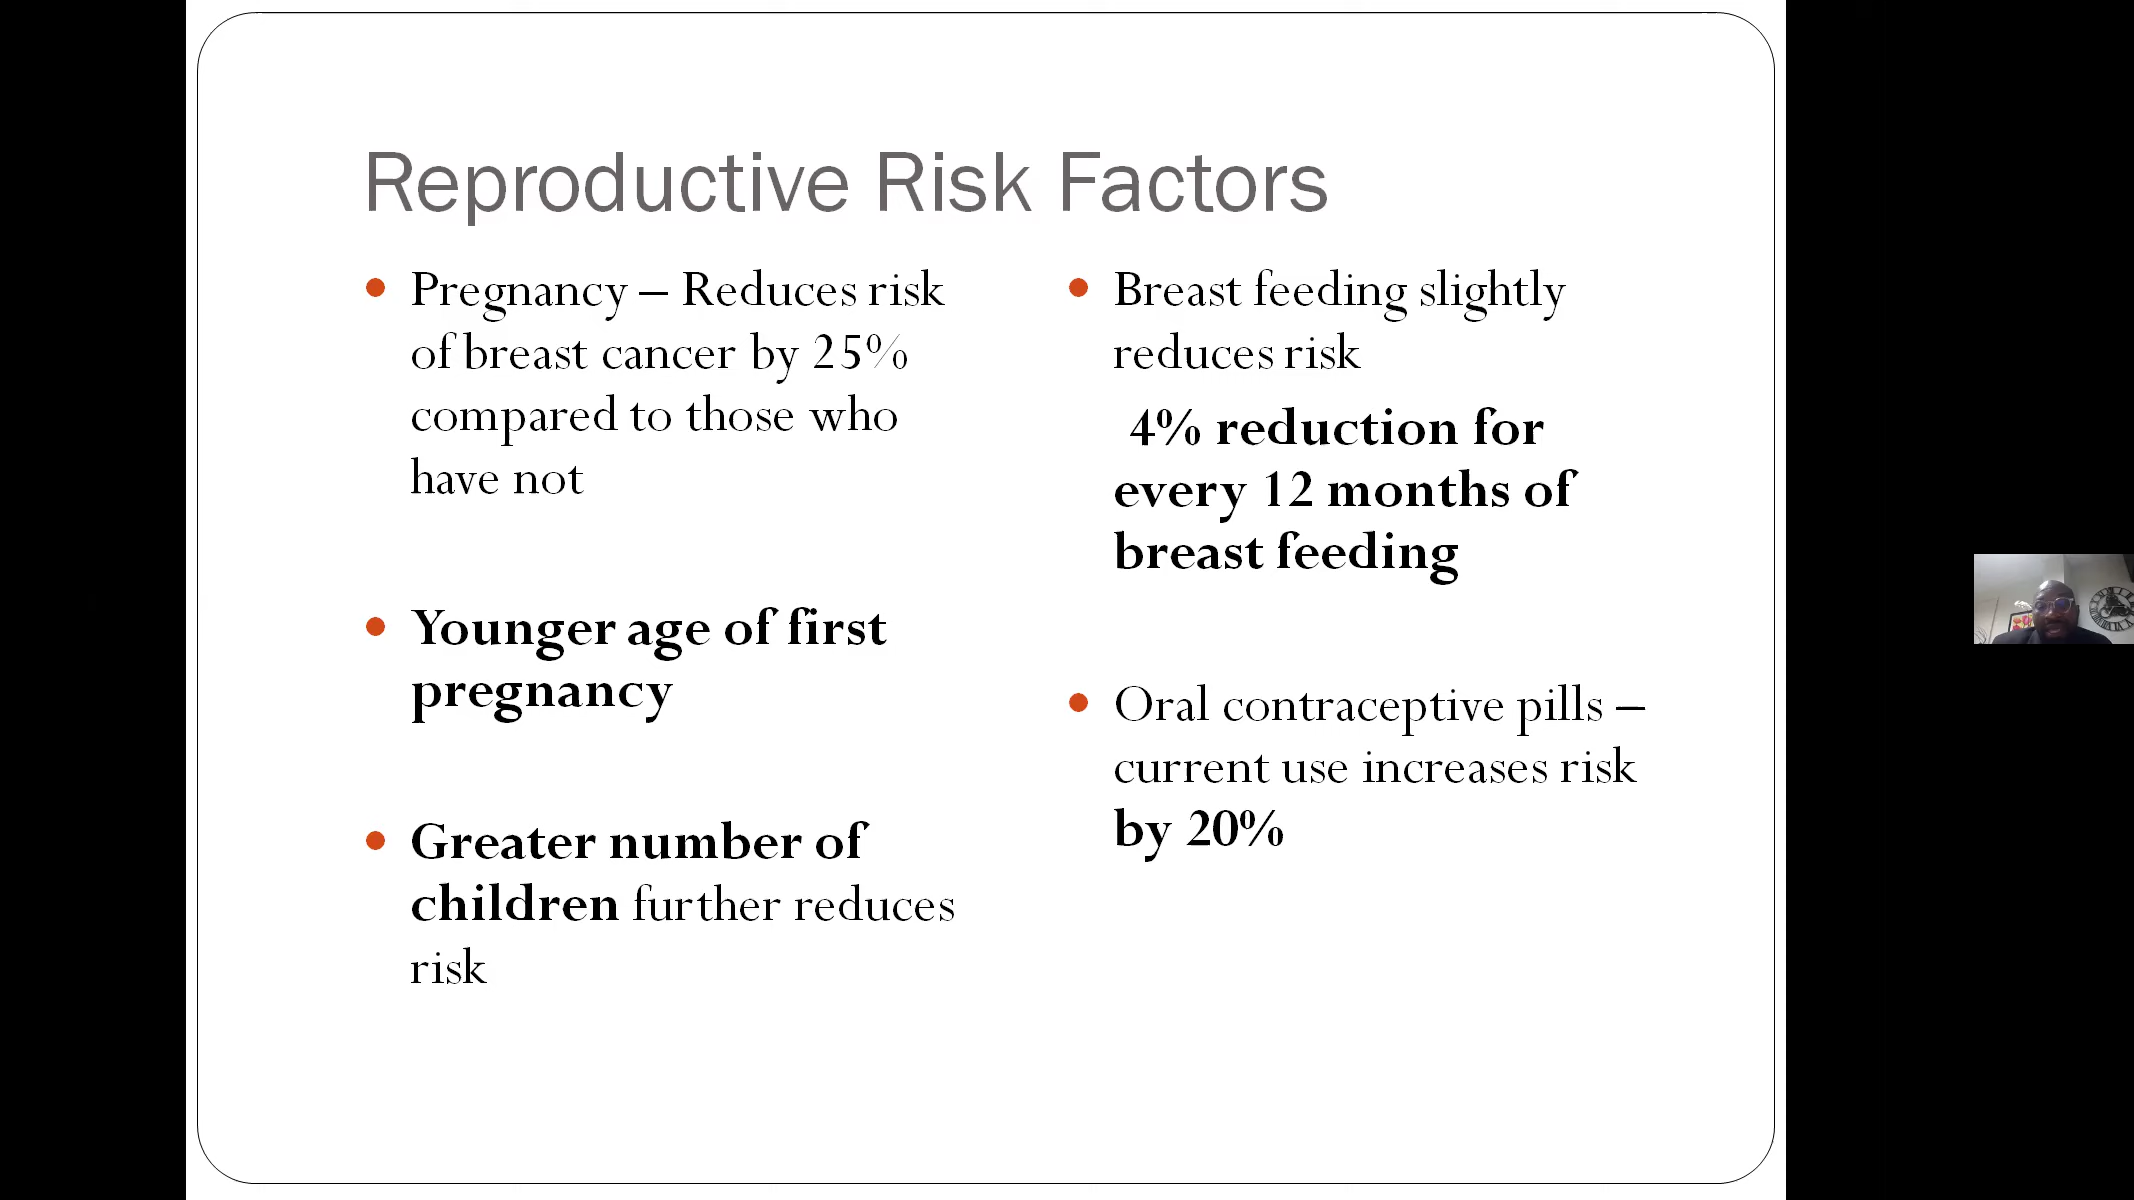 Reproductive Risk Factors
Pregnancy – Reduces risk
of breast cancer by 25%
compared to those who
have not
Younger age of first
pregnancy
Greater number of
children further reduces
risk
Breast feeding slightly
reduces risk
4% reduction for
every 12 months of
breast feeding
Oral contraceptive pills –
current use increases risk
by 20%